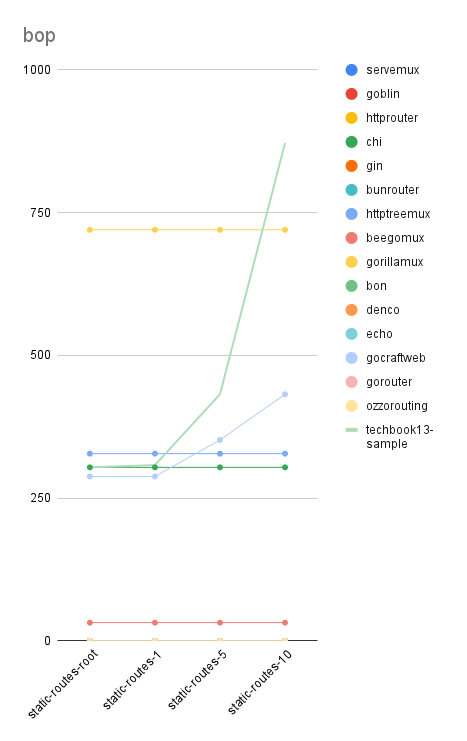 bop
1000
750
500
250
0
static-routes-root
static-routes-1
static-routes-5
static-routes-10
servemux
goblin
httprouter
chi
gin
bunrouter
httptreemux
beegomux
gorillamux
bon
denco
echo
gocraftweb
gorouter
ozzorouting
techbook13-
sample